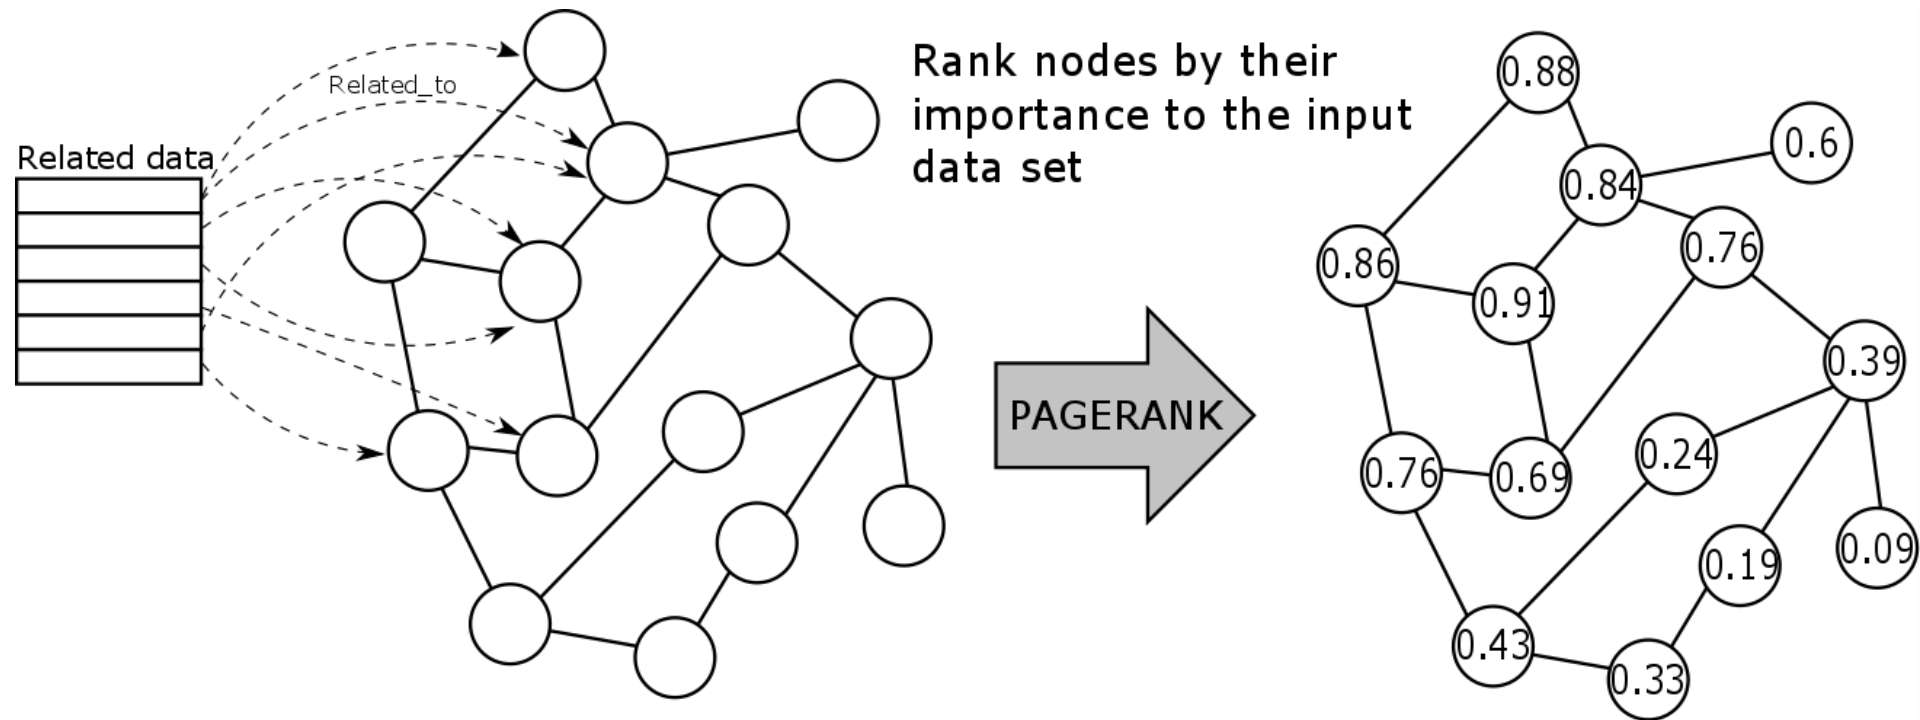 Related_to
Related data
Rank nodes by their
importance to the input
data set
PAGERANK
0.88
0.6
0.84
0.76
0.86
0.91
0.39
0.24
0.76
0.69
0.09
0.19
0.43
0.33